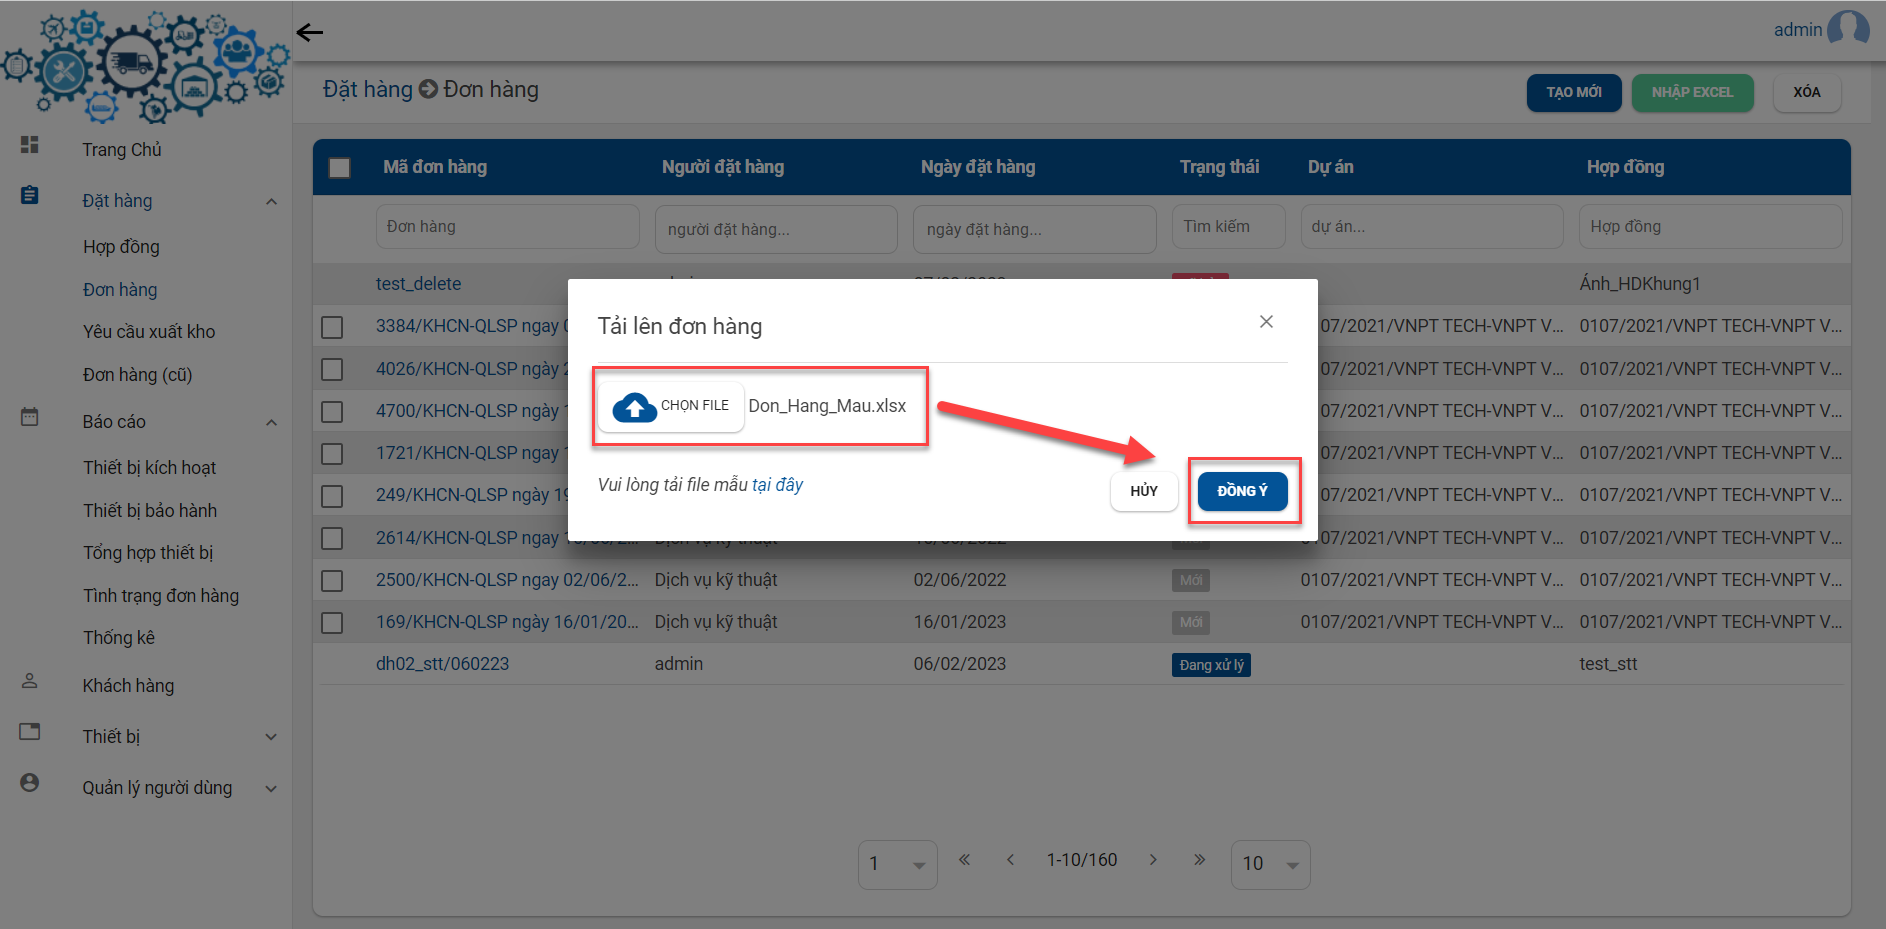 admin
Đặt hàng Đơn hàng
TẠO MỚI NHẬP EXCEL XÓA
Trang Chủ
Đặt hàng
Hợp đồng
Đơn hàng
Yêu cầu xuất kho
Đơn hàng (cũ)
Báo cáo
Thiết bị kích hoạt
Thiết bị bảo hành
Tổng hợp thiết bị
Tình trạng đơn hàng
Thống kê
Khách hàng
Thiết bị
Quản lý người dùng
Mã đơn hàng Người đặt hàng Ngày đặt hàng Trạng thái Dự án Hợp đồng
Đơn hàng người đặt hàng... ngày đặt hàng... Tìm kiếm dự án... Hợp đồng
test_delete Ánh_HDKhung1
3384/KHCN-QLSP ngay 07/2021/VNPT TECH-VNPT V... 0107/2021/VNPT TECH-VNPT V...
4026/KHCN-QLSP ngay 07/2021/VNPT TECH-VNPT V... 0107/2021/VNPT TECH-VNPT V...
4700/KHCN-QLSP ngày 07/2021/VNPT TECH-VNPT V... 0107/2021/VNPT TECH-VNPT V...
1721/KHCN-QLSP ngay 07/2021/VNPT TECH-VNPT V... 0107/2021/VNPT TECH-VNPT V...
249/KHCN-QLSP ngày 19 07/2021/VNPT TECH-VNPT V... 0107/2021/VNPT TECH-VNPT V...
2614/KHCN-QLSP ngay Dịch vụ kỹ thuật 0107/2021/VNPT TECH-VNPT V... 0107/2021/VNPT TECH-VNPT V...
2500/KHCN-QLSP ngay 02/06/2... Dịch vụ kỹ thuật 02/06/2022 Mới 0107/2021/VNPT TECH-VNPT V... 0107/2021/VNPT TECH-VNPT V...
169/KHCN-QLSP ngày 16/01/20... Dịch vụ kỹ thuật 16/01/2023 Mới 0107/2021/VNPT TECH-VNPT V... 0107/2021/VNPT TECH-VNPT V...
dh02_stt/060223 admin 06/02/2023 Đang xử lý test_stt
Tải lên đơn hàng
CHỌN FILE Don_Hang_Mau.xlsx
Vui lòng tải file mẫu tại đây
HỦY ĐỒNG Ý
1 1-10/160 10